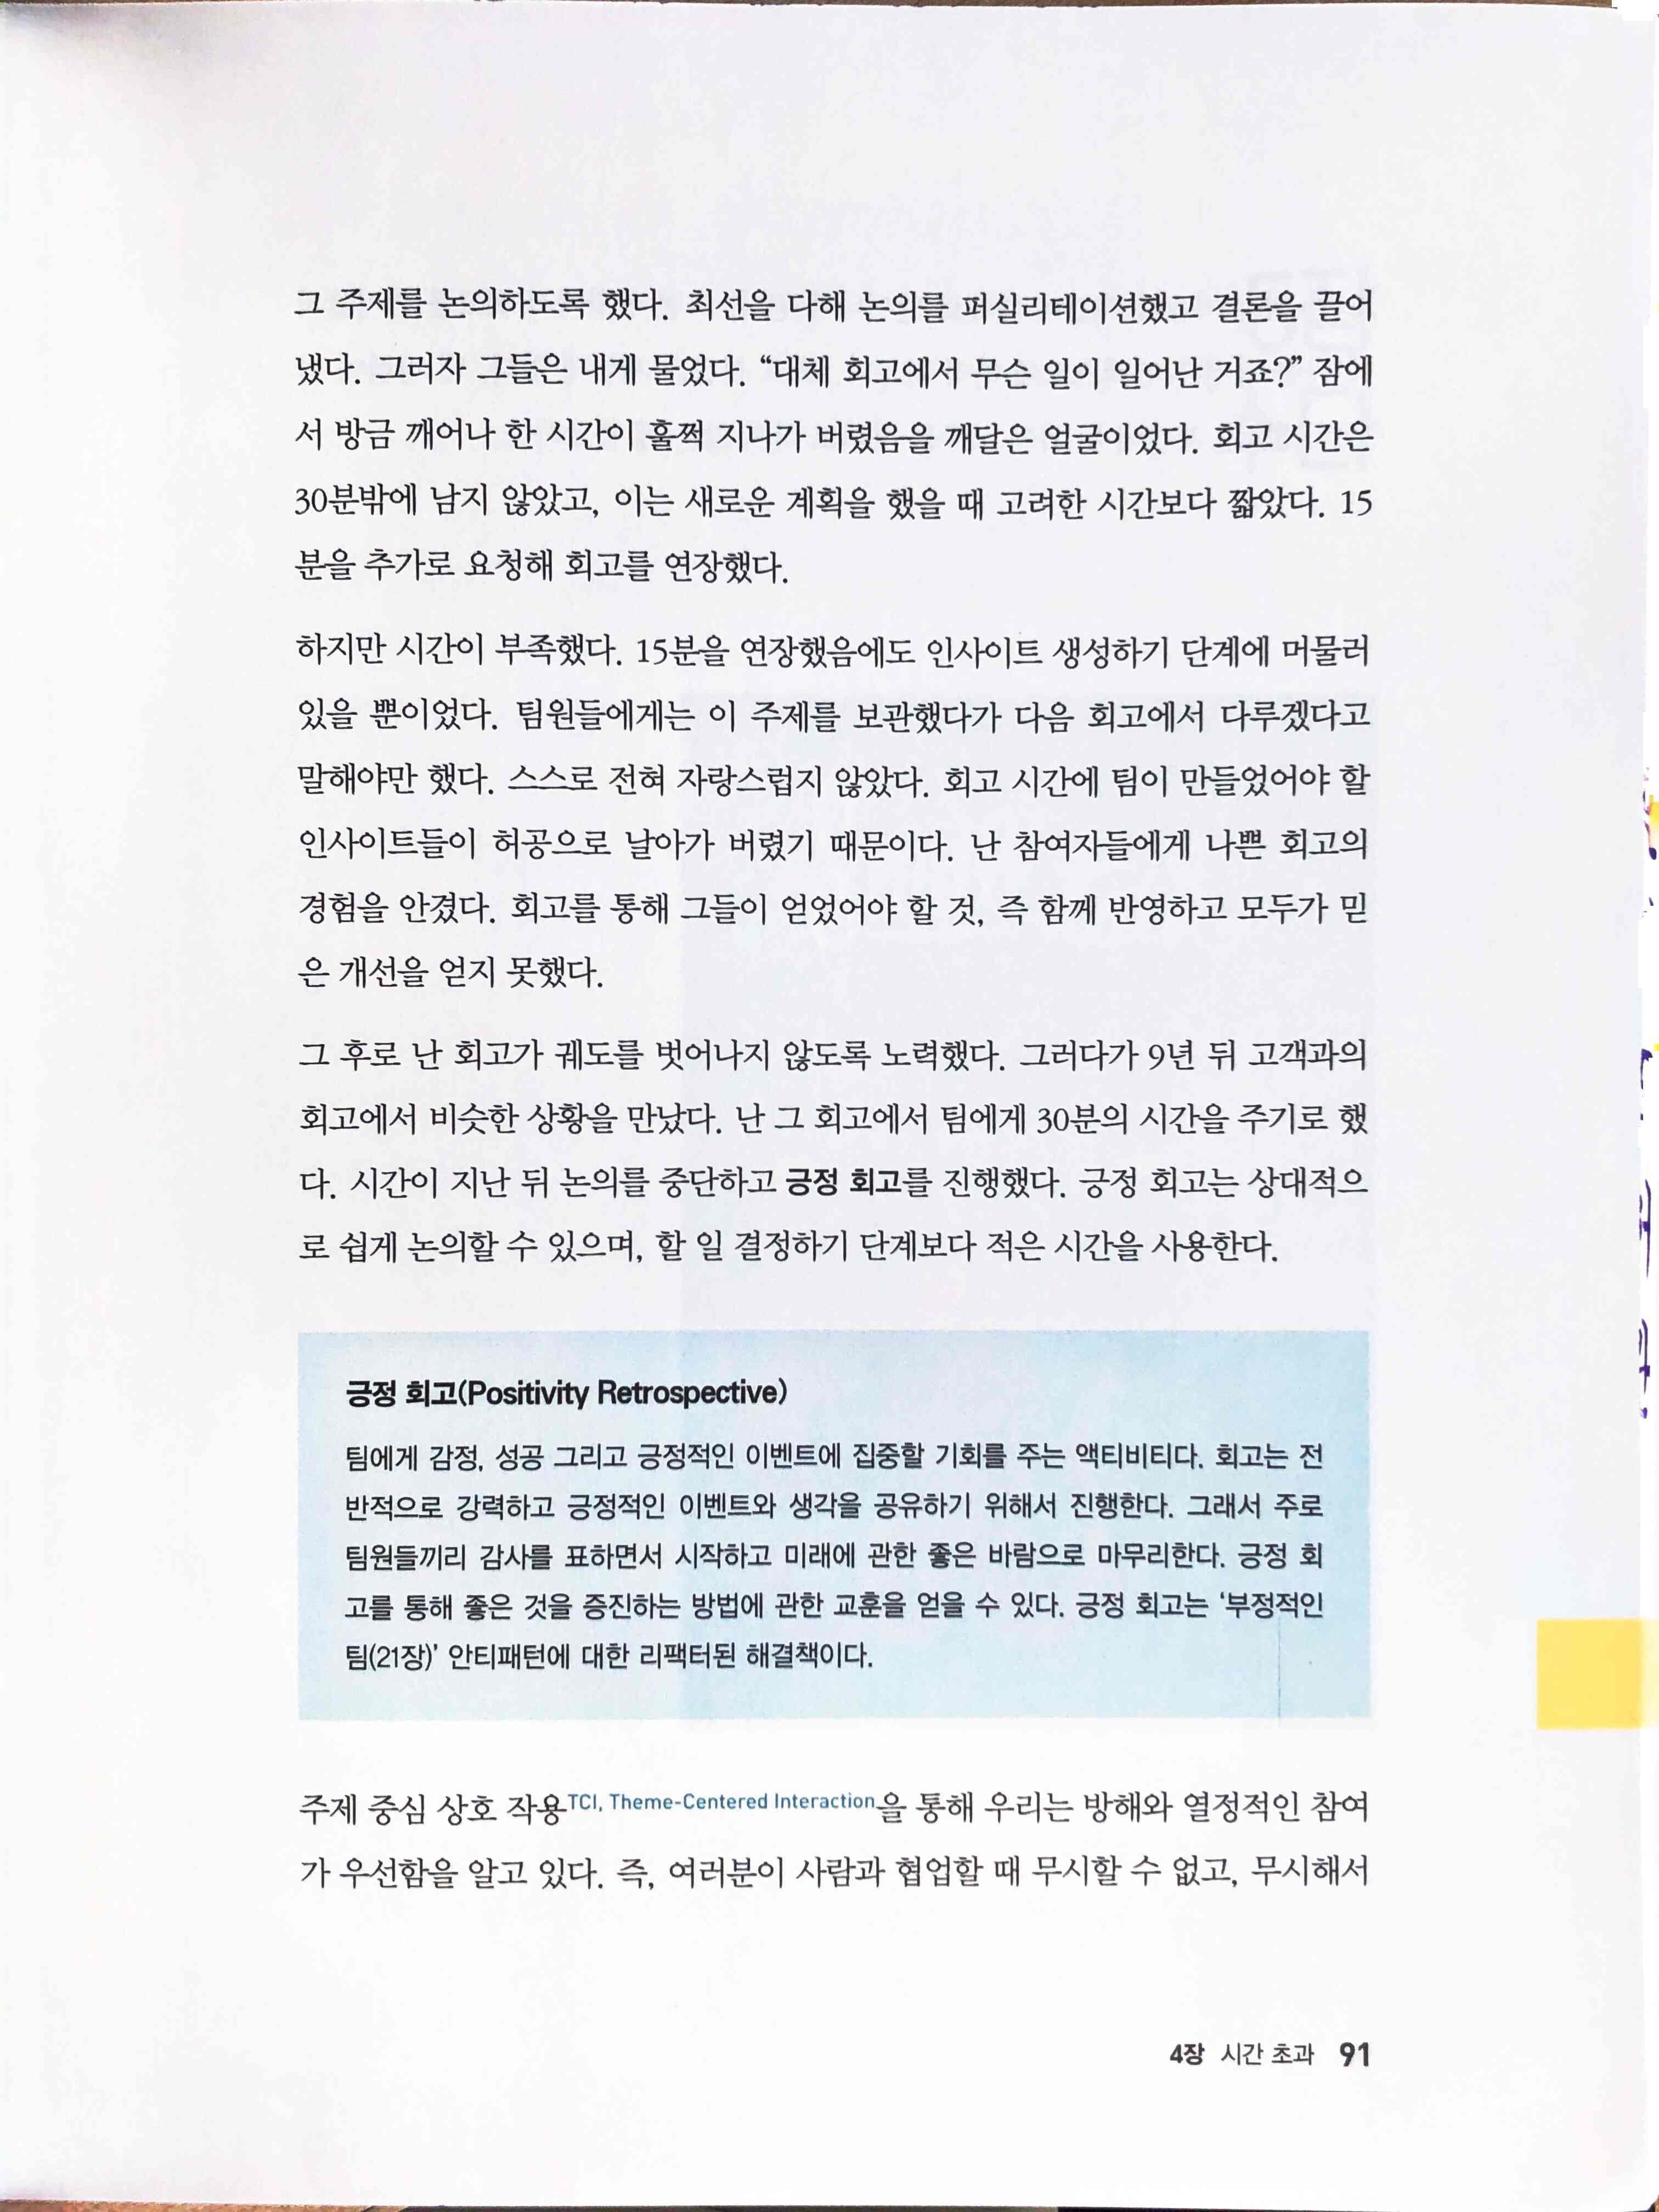 그 주제를 논의하도록 했다. 최선을 다해 논의를 퍼실리테이션했고 결론을 끌어
냈다. 그러자 그들은 내게 물었다. “대체 회고에서 무슨 일이 일어난 거죠?” 잠에
서 방금 깨어나 한 시간이 훌쩍 지나가 버렸음을 깨달은 얼굴이었다. 회고 시간은
30분밖에 남지 않았고, 이는 새로운 계획을 했을 때 고려한 시간보다 짧았다. 15
분을 추가로 요청해 회고를 연장했다.
하지만 시간이 부족했다. 15분을 연장했음에도 인사이트 생성하기 단계에 머물러
있을 뿐이었다. 팀원들에게는 이 주제를 보관했다가 다음 회고에서 다루겠다고
말해야만 했다. 스스로 전혀 자랑스럽지 않았다. 회고 시간에 팀이 만들었어야 할
인사이트들이 허공으로 날아가 버렸기 때문이다. 난 참여자들에게 나쁜 회고의
경험을 안겼다. 회고를 통해 그들이 얻었어야 할 것, 즉 함께 반영하고 모두가 믿
은 개선을 얻지 못했다.
그 후로 난 회고가 궤도를 벗어나지 않도록 노력했다. 그러다가 9년 뒤 고객과의
회고에서 비슷한 상황을 만났다. 난 그 회고에서 팀에게 30분의 시간을 주기로 했
다. 시간이 지난 뒤 논의를 중단하고 긍정 회고를 진행했다. 긍정 회고는 상대적으
로 쉽게 논의할 수 있으며, 할 일 결정하기 단계보다 적은 시간을 사용한다.
긍정 회고(Positivity Retrospective)
팀에게 감정, 성공 그리고 긍정적인 이벤트에 집중할 기회를 주는 액티비티다. 회고는 전
반적으로 강력하고 긍정적인 이벤트와 생각을 공유하기 위해서 진행한다. 그래서 주로
팀원들끼리 감사를 표하면서 시작하고 미래에 관한 좋은 바람으로 마무리한다. 긍정 회
고를 통해 좋은 것을 증진하는 방법에 관한 교훈을 얻을 수 있다. 긍정 회고는 ‘부정적인
팀(21장)’ 안티패턴에 대한 리팩터된 해결책이다.
주제 중심 상호 작용TCI, Theme-Centered Interaction을 통해 우리는 방해와 열정적인 참여
가 우선함을 알고 있다. 즉, 여러분이 사람과 협업할 때 무시할 수 없고, 무시해서
4장 시간 초과 91